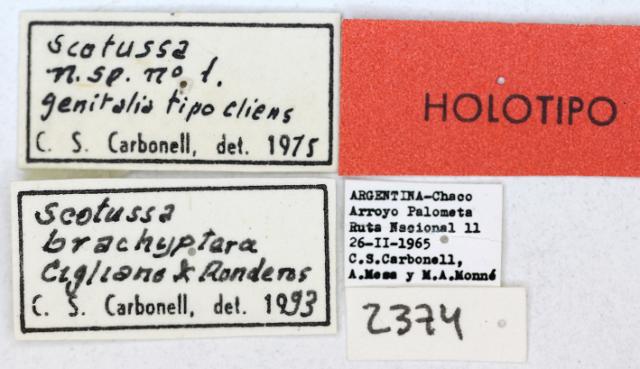 Scotussa
n. sp. nº 1.
genitalia tipo cliens
C. S. Carbonell, det. 1975
HOLOTIPO
Scotussa
brachyptera
Cigliano & Ronderos
C. S. Carbonell, det. 1993
ARGENTINA-Chaco
Arroyo Palometa
Ruta Nacional 11
26-II-1965
C.S.Carbonell,
A.Mesa y M.A.Monné
2374